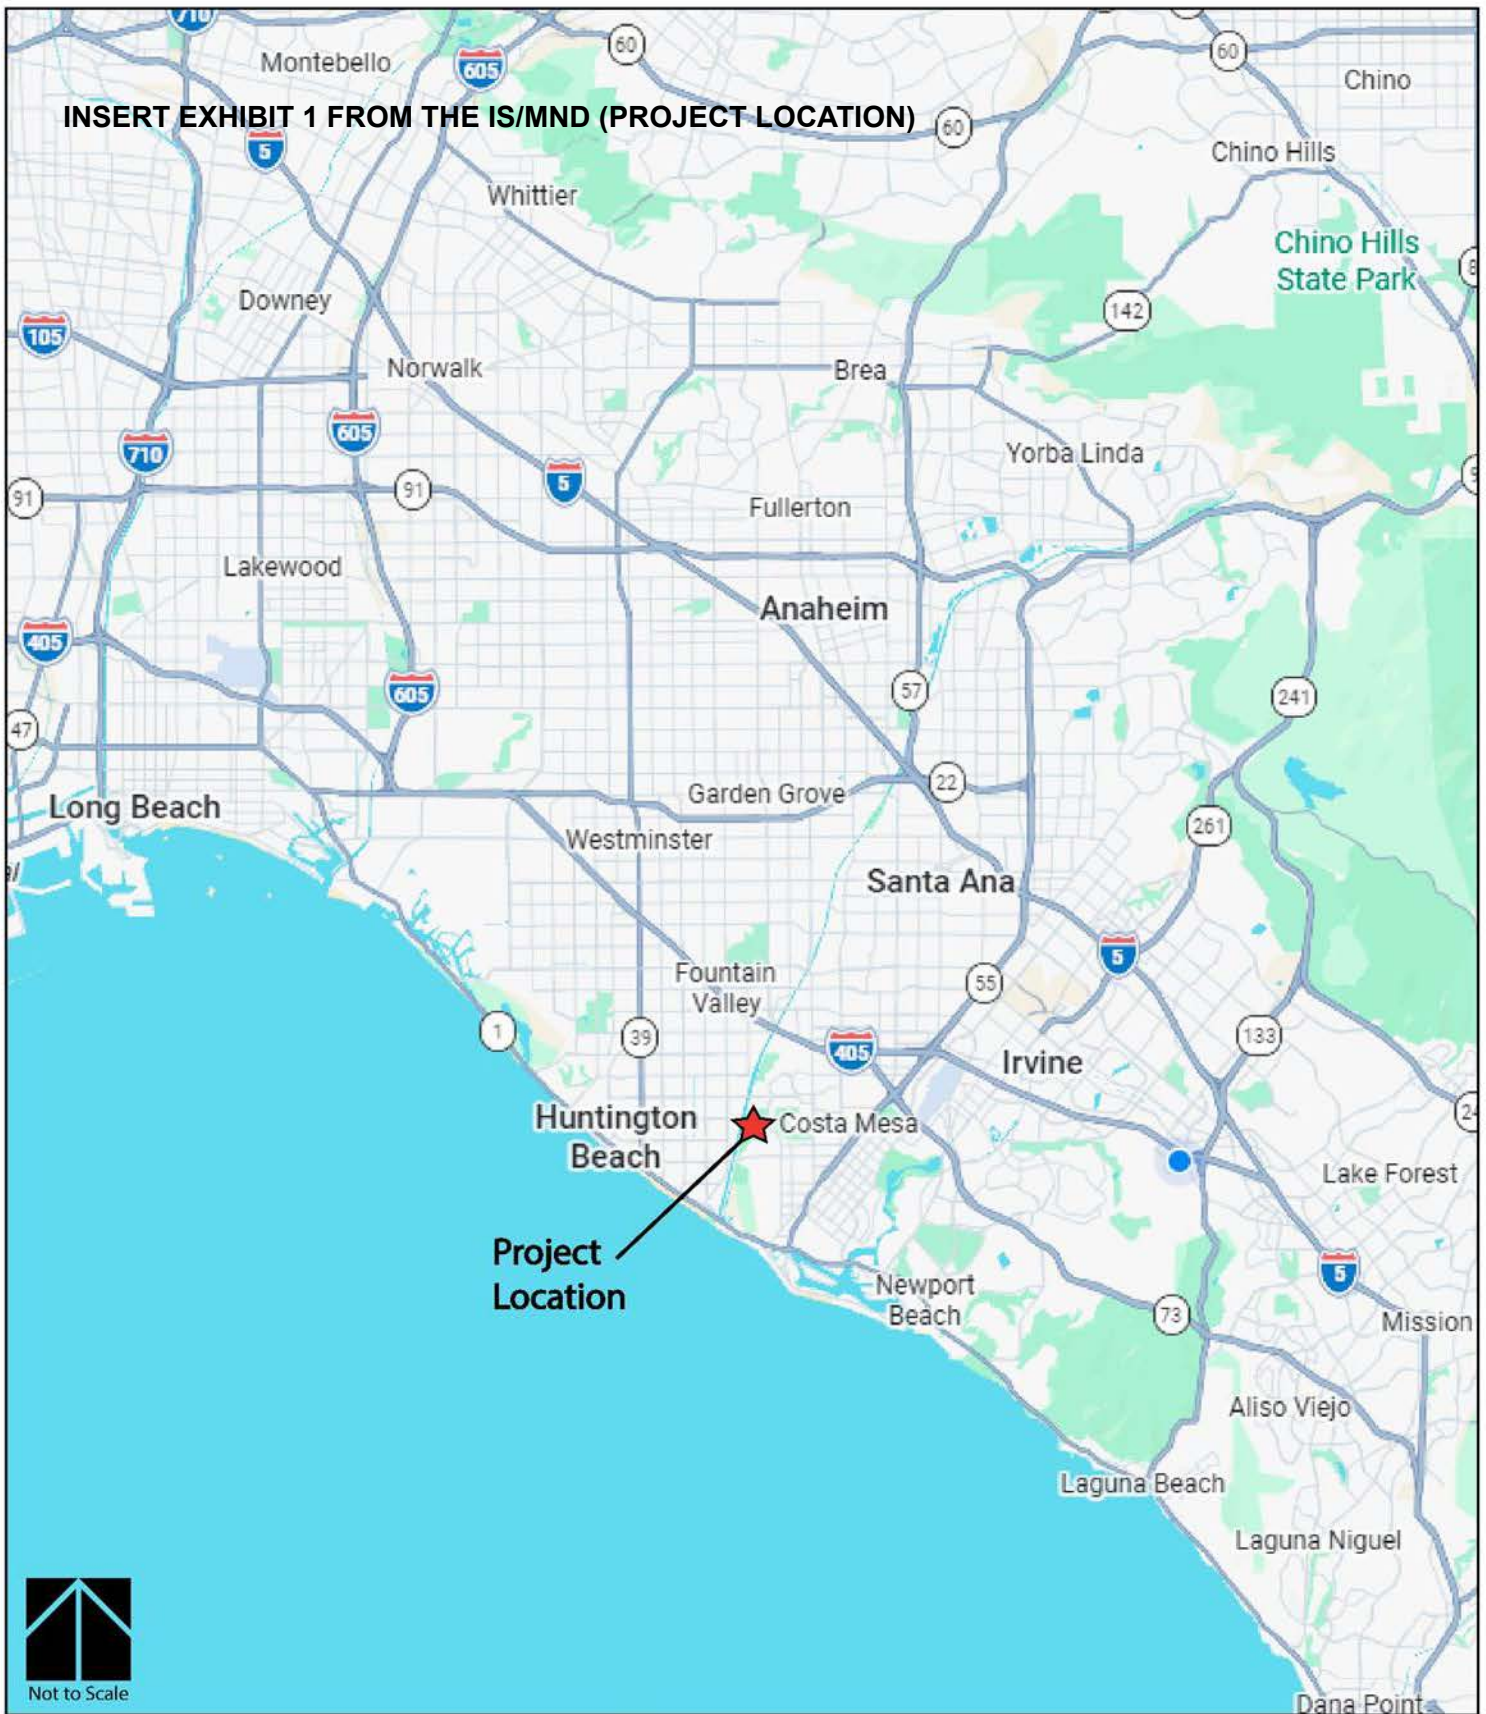 710
Montebello
605
60
60
Chino
INSERT EXHIBIT 1 FROM THE IS/MND (PROJECT LOCATION)
60
5
Chino Hills
Whittier
Chino Hills
State Park
Downey
142
105
Norwalk
Brea
605
710
Yorba Linda
91
91
5
Fullerton
Lakewood
Anaheim
405
605
57
241
47
Long Beach
Garden Grove
22
Westminster
261
Santa Ana
5
Fountain
Valley
55
1
39
405
133
Irvine
Huntington
Beach
Costa Mesa
Lake Forest
Project
Location
5
Newport
Beach
73
Mission
Aliso Viejo
Laguna Beach
Laguna Niguel
Not to Scale
Dana Point